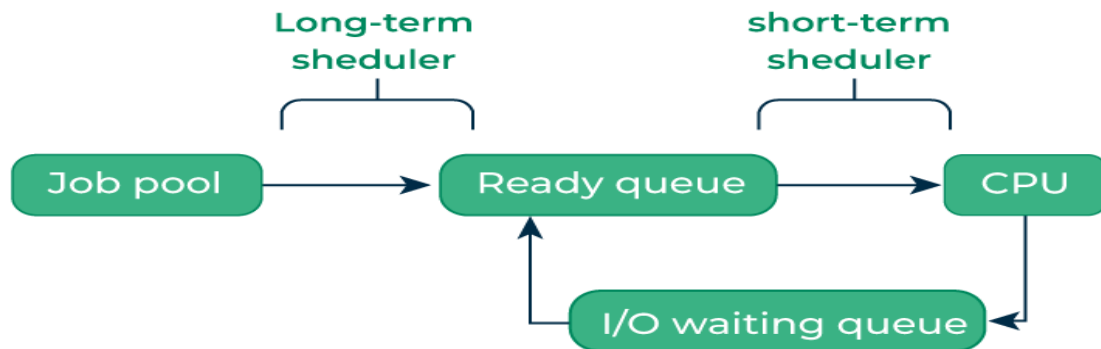 Long-term
sheduler
short-term
sheduler
Job pool
Ready queue
CPU
I/O waiting queue